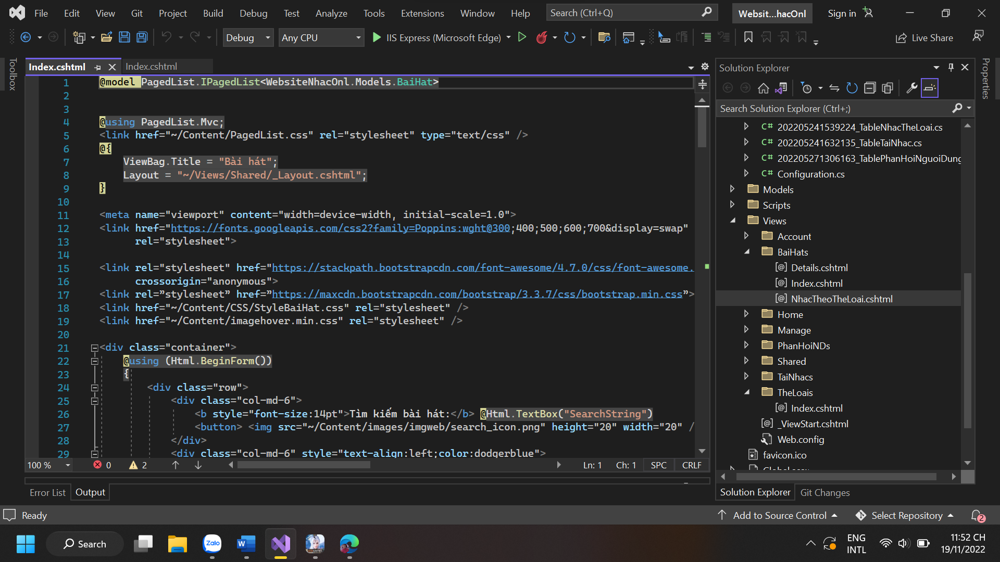 File Edit View Git Project Build Debug Test Analyze Tools Extensions Window Help Search (Ctrl+Q) Websit...hacOnl Sign in
Debug Any CPU IIS Express (Microsoft Edge) Live Share
Toolbox
Index.cshtml Index.cshtml
1 @model PagedList.IPagedList<WebsiteNhacOnl.Models.BaiHat>
2
3
4 @using PagedList.Mvc;
5 <link href="~/Content/PagedList.css" rel="stylesheet" type="text/css" />
6 @{
7 ViewBag.Title = "Bài hát";
8 Layout = "~/Views/Shared/_Layout.cshtml";
9 }
10
11 <meta name="viewport" content="width=device-width, initial-scale=1.0">
12 <link href="https://fonts.googleapis.com/css2?family=Poppins:wght@300;400;500;600;700&display=swap"
13 rel="stylesheet">
14
15 <link rel="stylesheet" href="https://stackpath.bootstrapcdn.com/font-awesome/4.7.0/css/font-awesome.
16 crossorigin="anonymous">
17 <link rel=”stylesheet” href=”https://maxcdn.bootstrapcdn.com/bootstrap/3.3.7/css/bootstrap.min.css”>
18 <link href="~/Content/CSS/StyleBaiHat.css" rel="stylesheet" />
19 <link href="~/Content/imagehover.min.css" rel="stylesheet" />
20
21 <div class="container">
22 @using (Html.BeginForm())
23 {
24 <div class="row">
25 <div class="col-md-6">
26 <b style="font-size:14pt">Tìm kiếm bài hát:</b> @Html.TextBox("SearchString")
27 <button> <img src="~/Content/images/imgweb/search_icon.png" height="20" width="20" /
28 </div>
29 <div class="col-md-6" style="text-align:left;color:dodgerblue">
100 % 0 2 Ln: 1 Ch: 1 SPC CRLF
Error List Output
Solution Explorer
Search Solution Explorer (Ctrl+;)
C# 202205241539224_TableNhacTheLoai.cs
C# 202205241632135_TableTaiNhac.cs
C# 202205271306163_TablePhanHoiNguoiDung
C# Configuration.cs
Models
Scripts
Views
Account
BaiHats
[@] Details.cshtml
[@] Index.cshtml
[@] NhacTheoTheLoai.cshtml
Home
Manage
PhanHoiNDs
Shared
TaiNhacs
TheLoais
[@] Index.cshtml
[@] _ViewStart.cshtml
Web.config
favicon.ico
Solution Explorer Git Changes
Properties
Ready Add to Source Control Select Repository 2
Search Zalo W ENG INTL 11:52 CH
19/11/2022